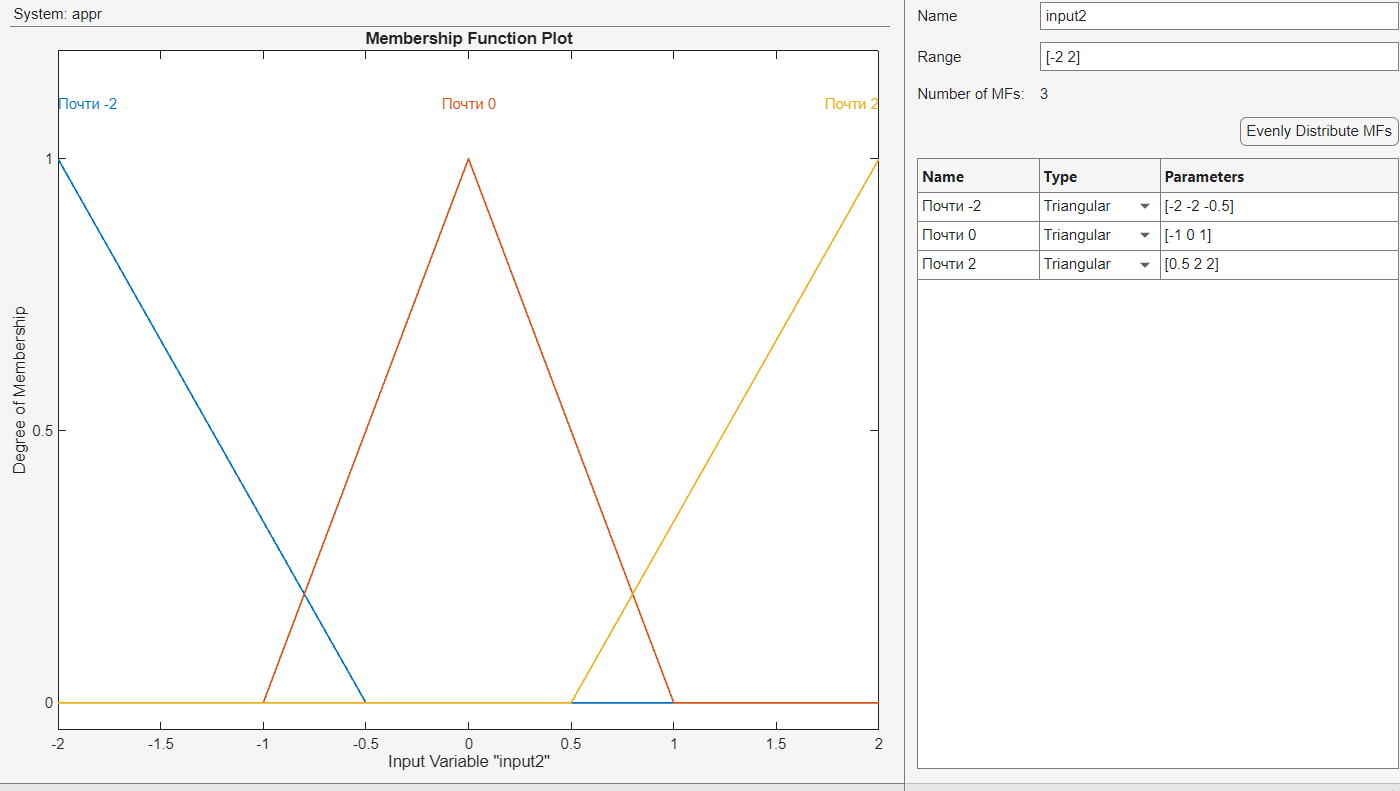 System: appr
Membership Function Plot
Почти -2
Почти 0
Почти 2
1
0.5
0
Degree of Membership
-2
-1.5
-1
-0.5
0
0.5
1
1.5
2
Input Variable "input2"
Name
input2
Range
[-2 2]
Number of MFs: 3
Evenly Distribute MFs
Name Type Parameters
Почти -2 Triangular [-2 -2 -0.5]
Почти 0 Triangular [-1 0 1]
Почти 2 Triangular [0.5 2 2]